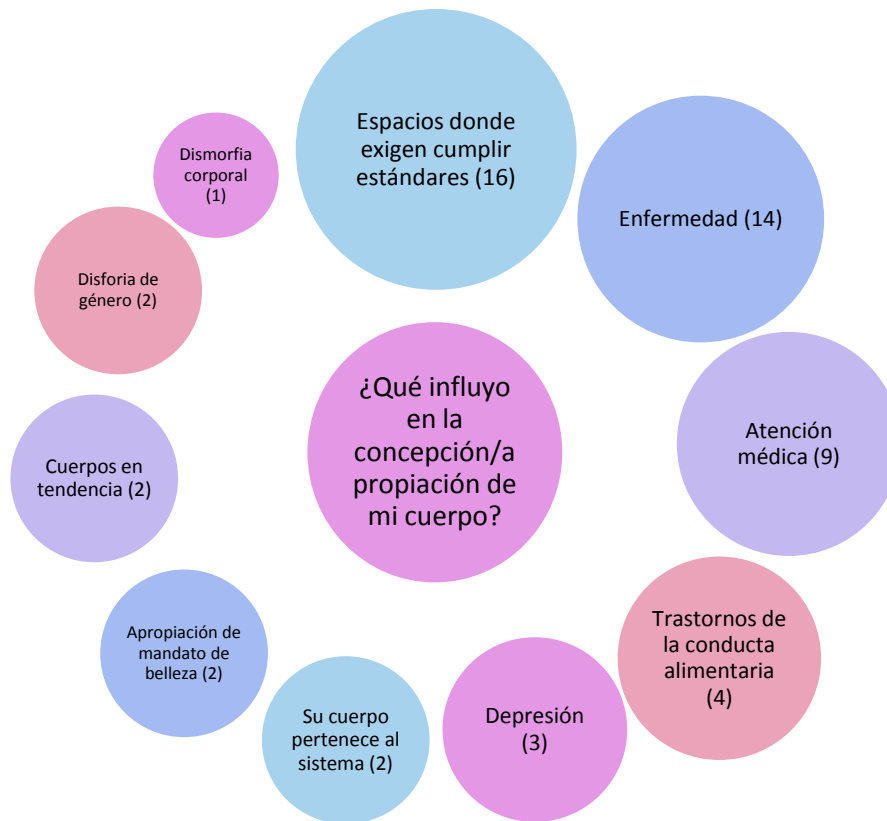 ¿Qué influyo
en la
concepción/a
propiación de
mi cuerpo?
Espacios donde
exigen cumplir
estándares (16)
Enfermedad (14)
Atención
médica (9)
Trastornos de
la conducta
alimentaria
(4)
Depresión
(3)
Su cuerpo
pertenece al
sistema (2)
Apropiación de
mandato de
belleza (2)
Cuerpos en
tendencia (2)
Disforia de
género (2)
Dismorfia
corporal
(1)